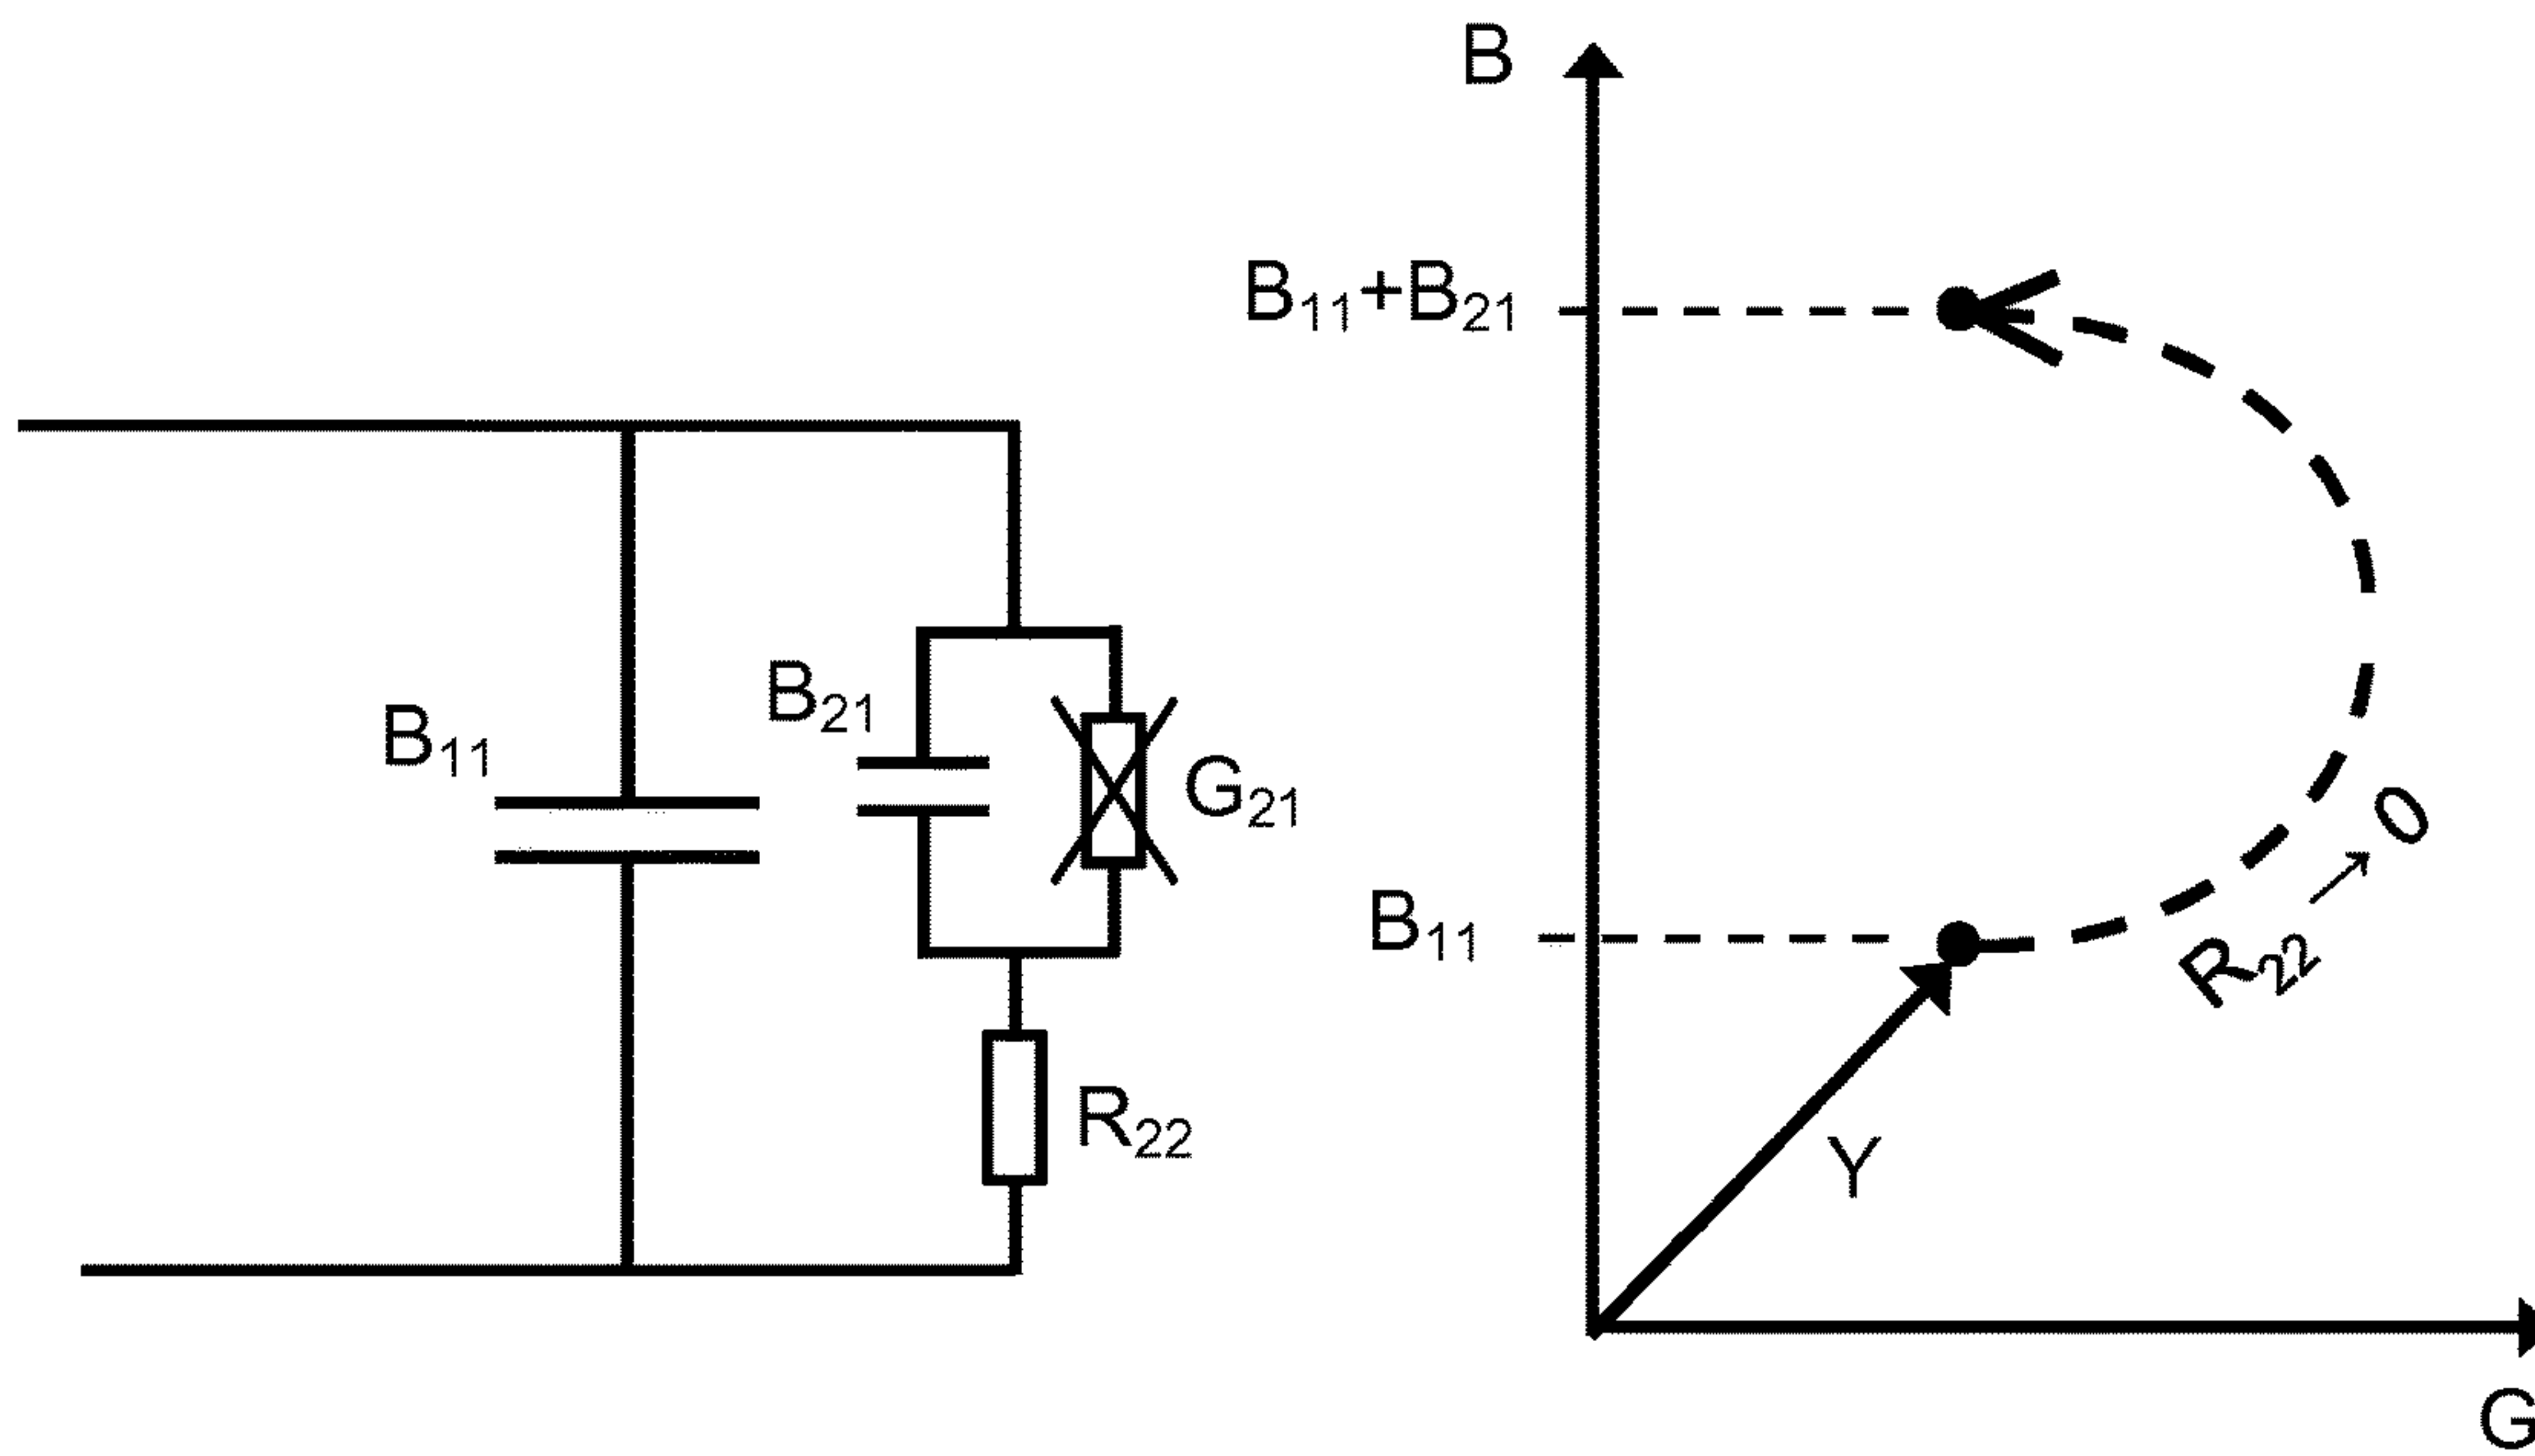 B
B₁₁+B₂₁
B₂₁
B₁₁
G₂₁
R₂₂ → 0
B₁₁
R₂₂
Y
G